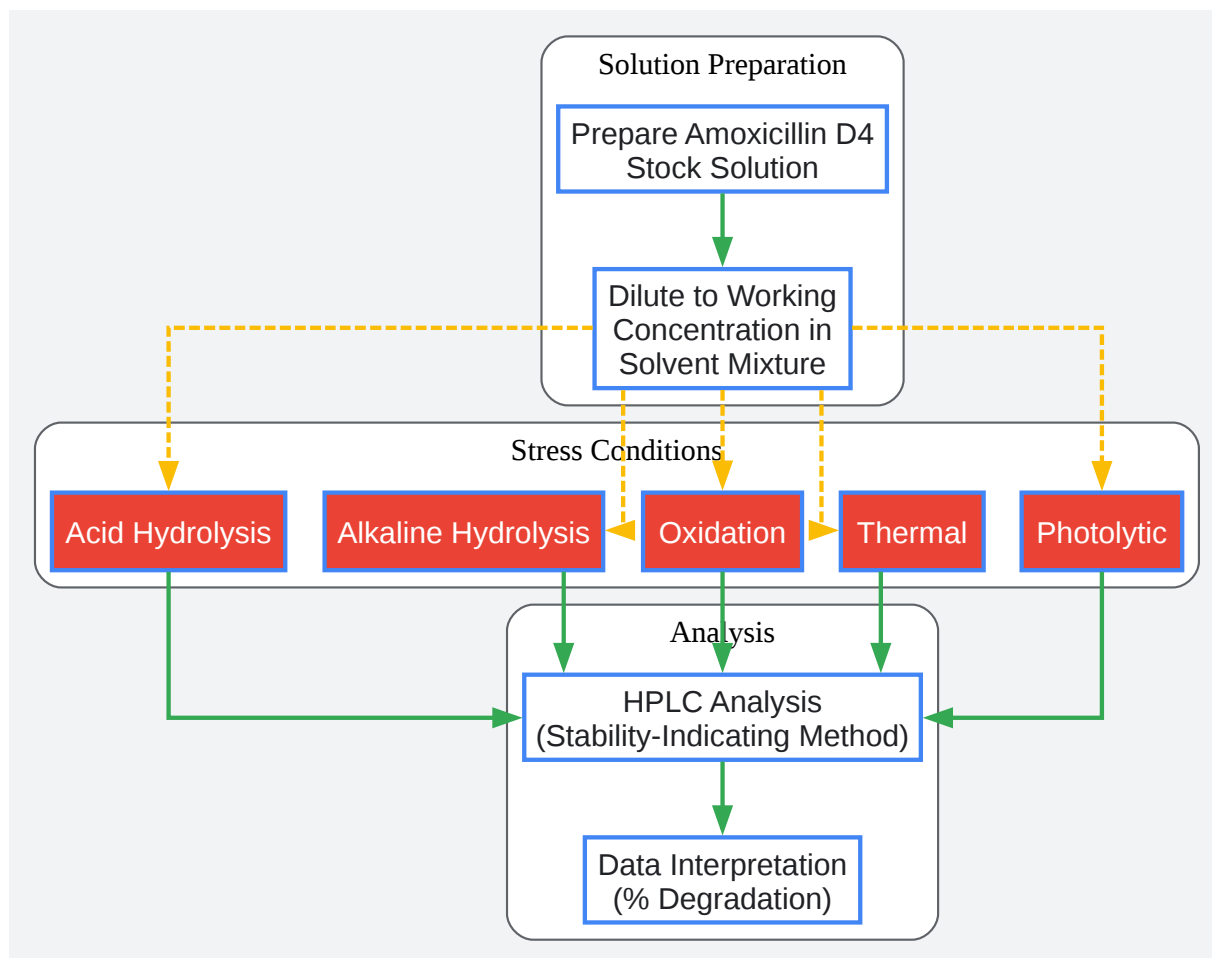 Solution Preparation
Prepare Amoxicillin D4
Stock Solution
Dilute to Working
Concentration in
Solvent Mixture
Stress Conditions
Acid Hydrolysis
Alkaline Hydrolysis
Oxidation
Thermal
Photolytic
Analysis
HPLC Analysis
(Stability-Indicating Method)
Data Interpretation
(% Degradation)